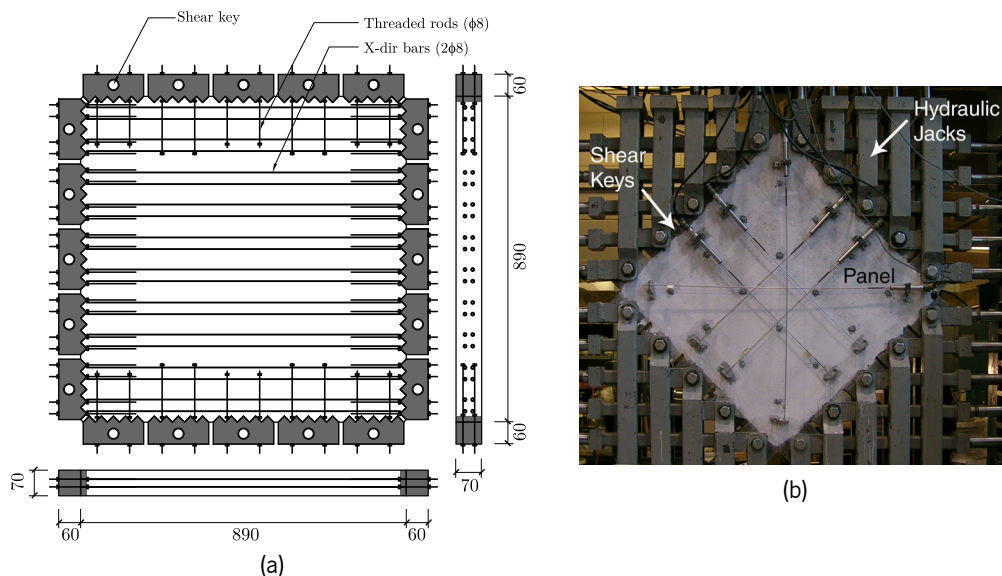 Shear key
Threaded rods (ϕ8)
X-dir bars (2ϕ8)
60
890
60
70
70
60
890
60
(a)
Hydraulic
Jacks
Shear
Keys
Panel
(b)